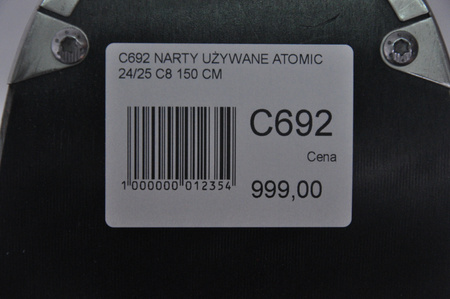 C692 NARTY UŻYWANE ATOMIC
24/25 C8 150 CM
C692
Cena
1 000000 012354
999,00